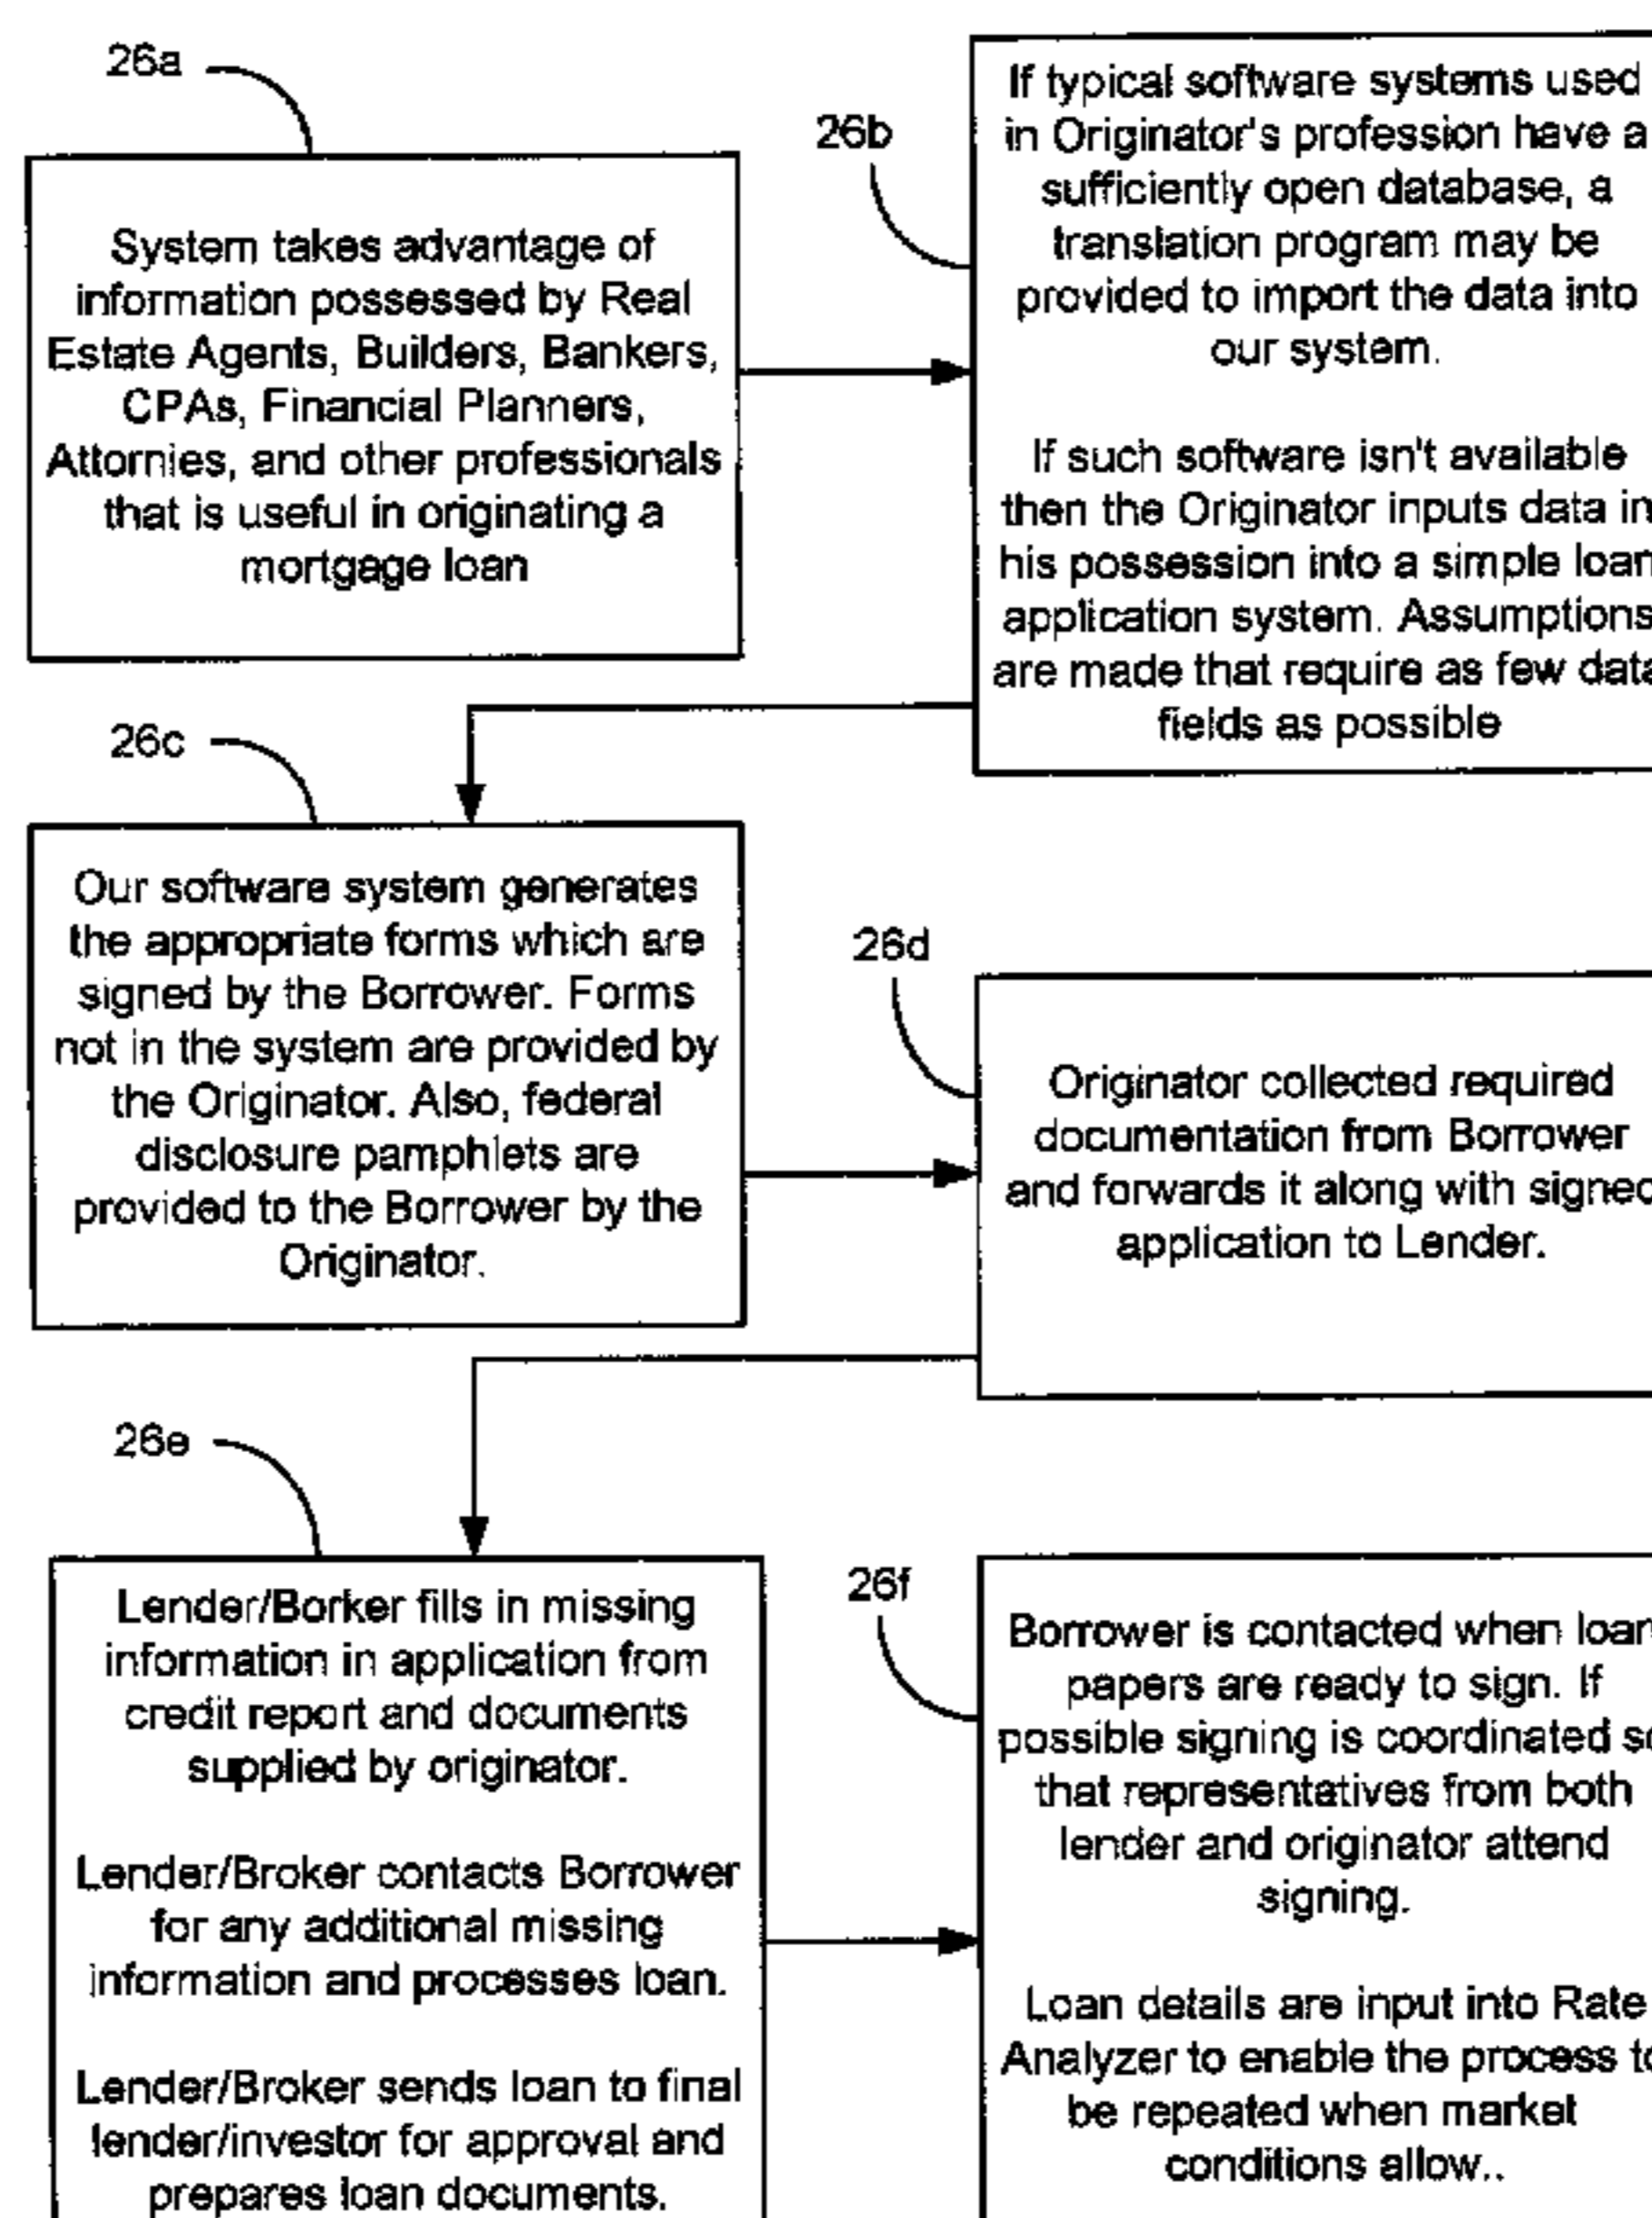 26a
System takes advantage of
information possessed by Real
Estate Agents, Builders, Bankers,
CPAs, Financial Planners,
Attornies, and other professionals
that is useful in originating a
mortgage loan
26b
If typical software systems used
in Originator's profession have a
sufficiently open database, a
translation program may be
provided to import the data into
our system.
If such software isn't available
then the Originator inputs data in
his possession into a simple loan
application system. Assumptions
are made that require as few data
fields as possible
26c
Our software system generates
the appropriate forms which are
signed by the Borrower. Forms
not in the system are provided by
the Originator. Also, federal
disclosure pamphlets are
provided to the Borrower by the
Originator.
26d
Originator collected required
documentation from Borrower
and forwards it along with signed
application to Lender.
26e
Lender/Borker fills in missing
information in application from
credit report and documents
supplied by originator.
Lender/Broker contacts Borrower
for any additional missing
information and processes loan.
Lender/Broker sends loan to final
lender/investor for approval and
prepares loan documents.
26f
Borrower is contacted when loan
papers are ready to sign. If
possible signing is coordinated so
that representatives from both
lender and originator attend
signing.
Loan details are input into Rate
Analyzer to enable the process to
be repeated when market
conditions allow..